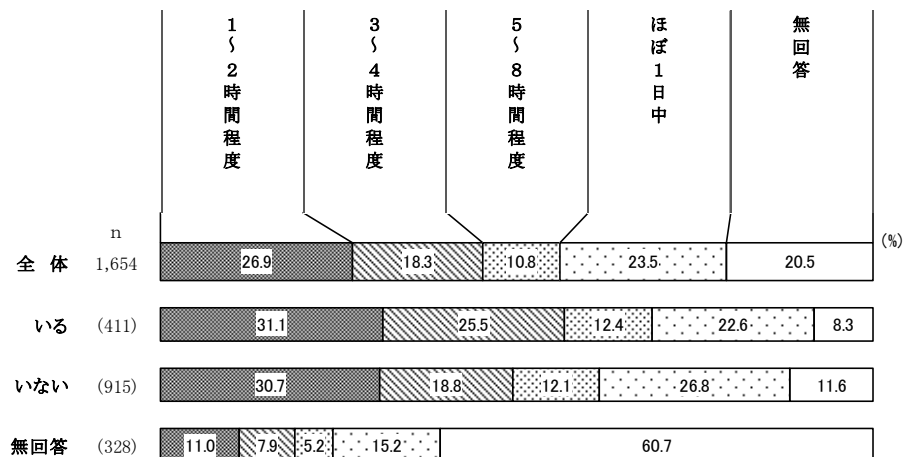 1～2時間程度
3～4時間程度
5～8時間程度
ほぼ1日中
無回答
(%)
n
全 体 1,654 26.9 18.3 10.8 23.5 20.5
いる (411) 31.1 25.5 12.4 22.6 8.3
いない (915) 30.7 18.8 12.1 26.8 11.6
無回答 (328) 11.0 7.9 5.2 15.2 60.7